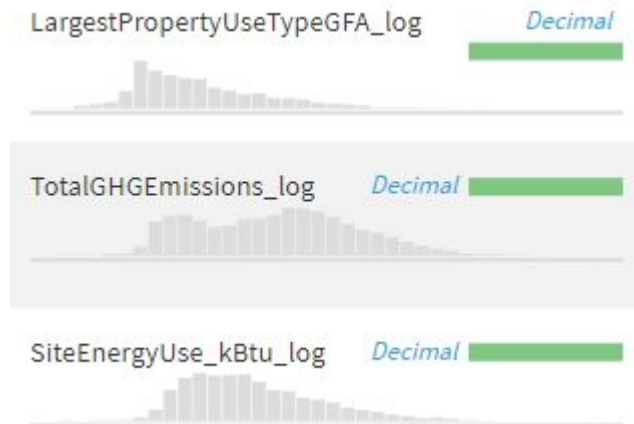 LargestPropertyUseTypeGFA_log Decimal
TotalGHGEmissions_log Decimal
SiteEnergyUse_kBtu_log Decimal